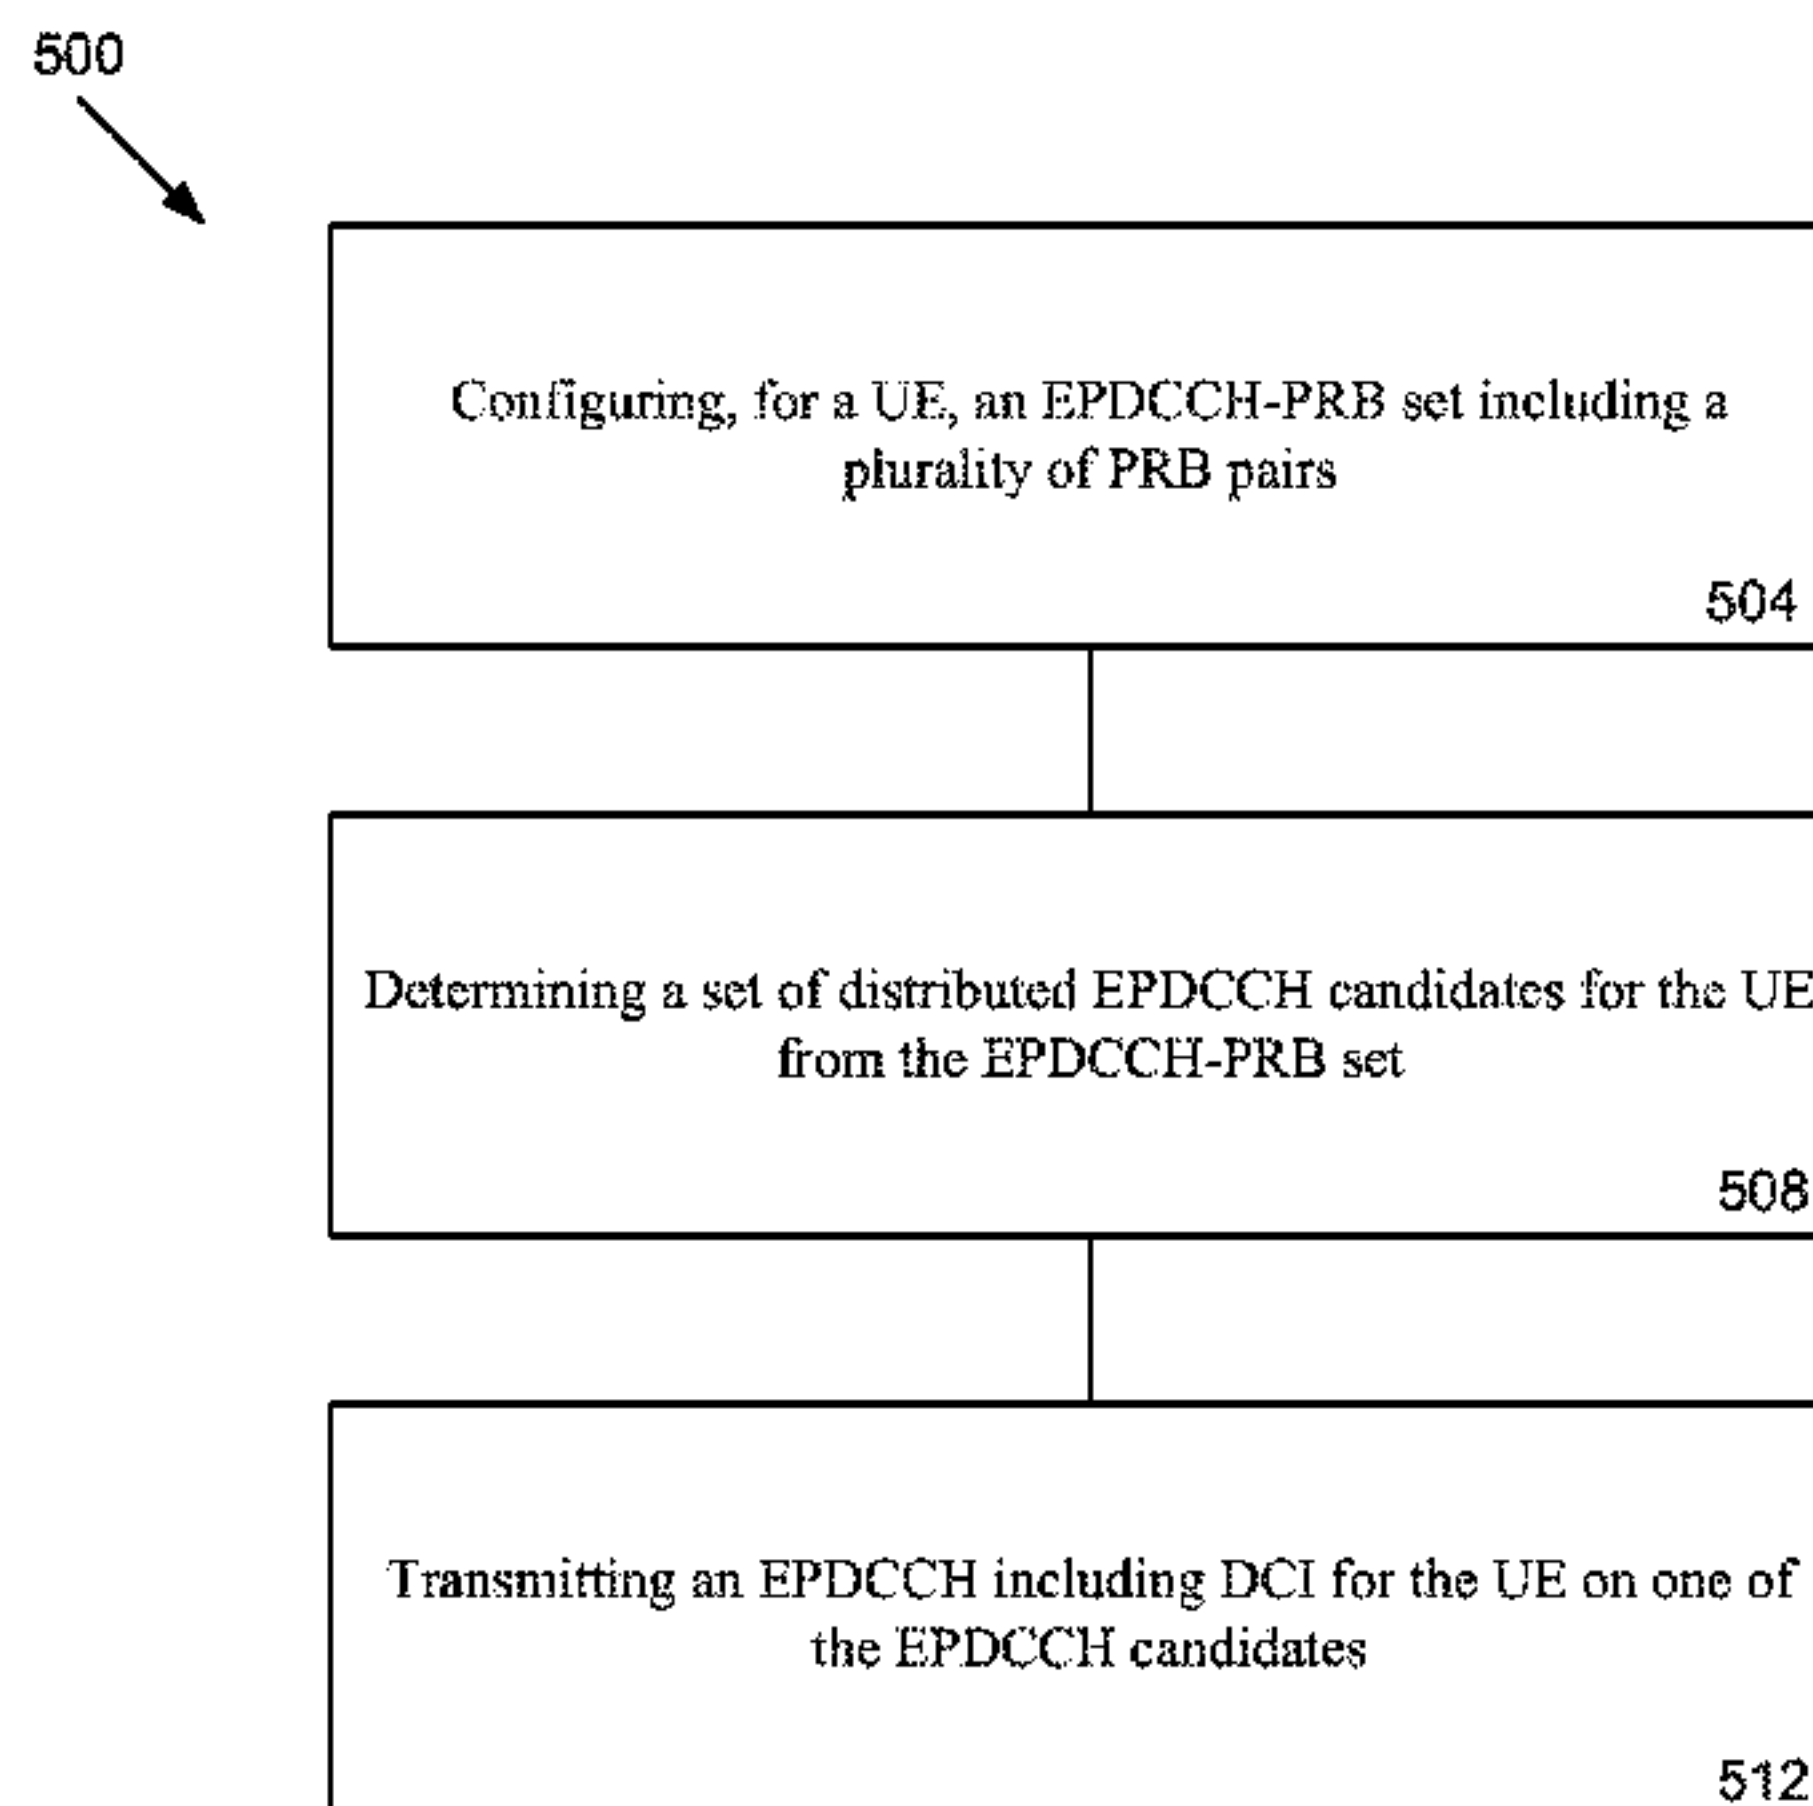 500
Configuring, for a UE, an EPDCCH-PRB set including a
plurality of PRB pairs
504
Determining a set of distributed EPDCCH candidates for the UE
from the EPDCCH-PRB set
508
Transmitting an EPDCCH including DCI for the UE on one of
the EPDCCH candidates
512